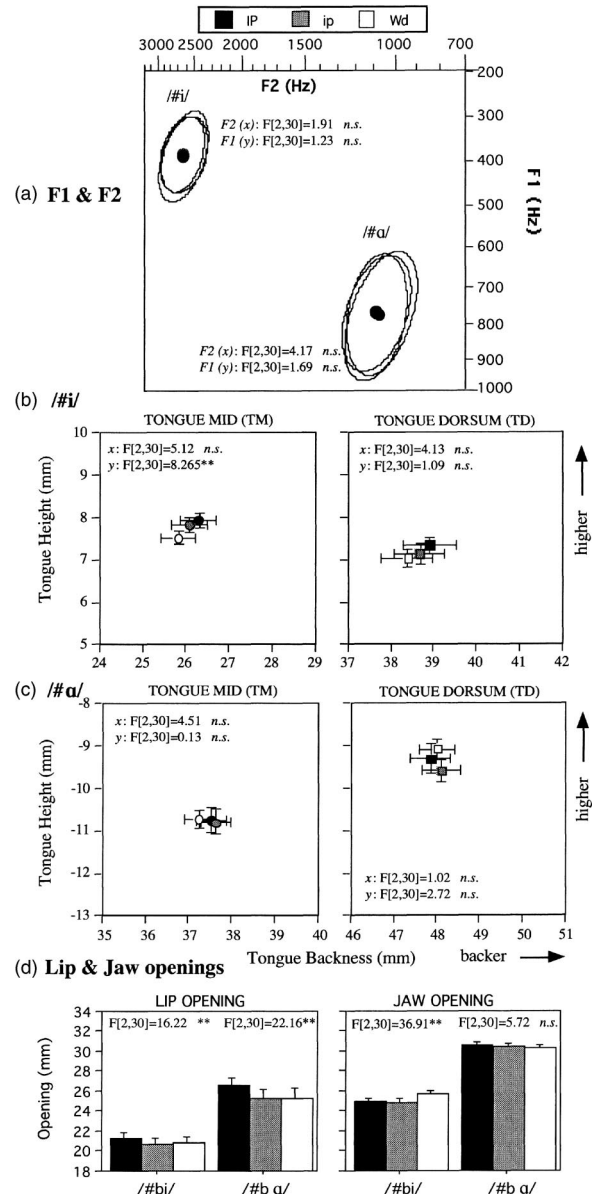 IP ip Wd
3000 2500 2000 1500 1000 700
F2 (Hz)
200
300
400
500
600
700
800
900
1000
F1 (Hz)
/#i/
F2 (x): F[2,30]=1.91 n.s.
F1 (y): F[2,30]=1.23 n.s.
(a) F1 & F2
/#ɑ/
F2 (x): F[2,30]=4.17 n.s.
F1 (y): F[2,30]=1.69 n.s.
(b) /#i/
TONGUE MID (TM) TONGUE DORSUM (TD)
x: F[2,30]=5.12 n.s.
y: F[2,30]=8.265**
x: F[2,30]=4.13 n.s.
y: F[2,30]=1.09 n.s.
Tongue Height (mm)
10
9
8
7
6
5
higher
24 25 26 27 28 29 37 38 39 40 41 42
(c) /#ɑ/
TONGUE MID (TM) TONGUE DORSUM (TD)
x: F[2,30]=4.51 n.s.
y: F[2,30]=0.13 n.s.
x: F[2,30]=1.02 n.s.
y: F[2,30]=2.72 n.s.
Tongue Height (mm)
-8
-9
-10
-11
-12
-13
higher
35 36 37 38 39 40 46 47 48 49 50 51
Tongue Backness (mm) backer
(d) Lip & Jaw openings
LIP OPENING JAW OPENING
F[2,30]=16.22 ** F[2,30]=22.16** F[2,30]=36.91** F[2,30]=5.72 n.s.
Opening (mm)
34
32
30
28
26
24
22
20
18
/#bi/ /#bɑ/ /#bi/ /#bɑ/